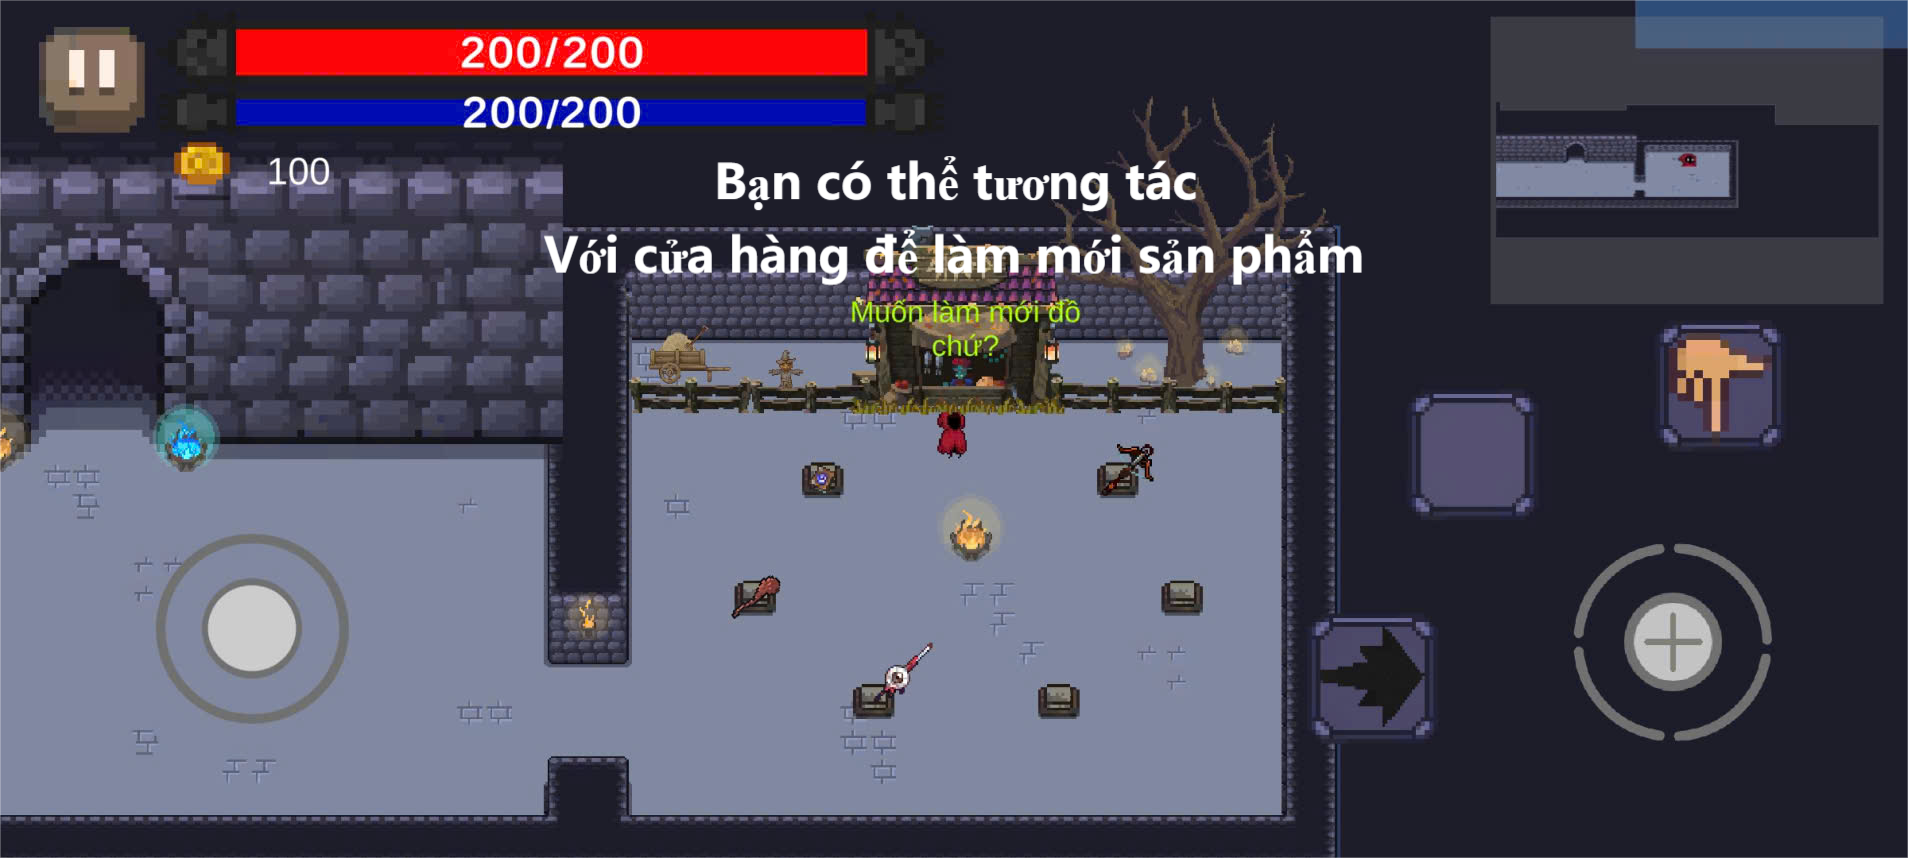 200/200
200/200
100
Bạn có thể tương tác
Với cửa hàng để làm mới sản phẩm
Muốn làm mới đồ
chứ?